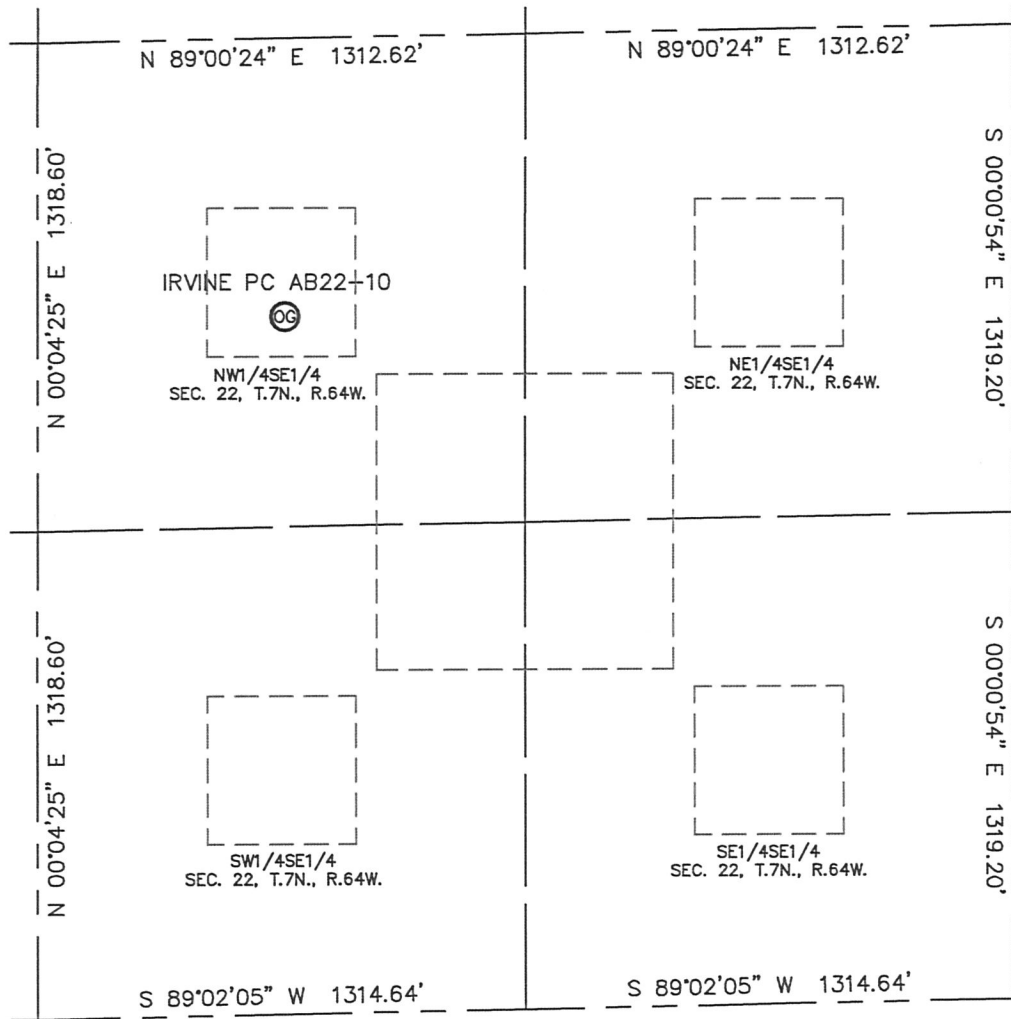 N 89°00'24" E 1312.62'
N 89°00'24" E 1312.62'
N 00°04'25" E 1318.60'
S 00°00'54" E 1319.20'
IRVINE PC AB22-10
OG
NW1/4SE1/4
SEC. 22, T.7N., R.64W.
NE1/4SE1/4
SEC. 22, T.7N., R.64W.
N 00°04'25" E 1318.60'
S 00°00'54" E 1319.20'
SW1/4SE1/4
SEC. 22, T.7N., R.64W.
SE1/4SE1/4
SEC. 22, T.7N., R.64W.
S 89°02'05" W 1314.64'
S 89°02'05" W 1314.64'